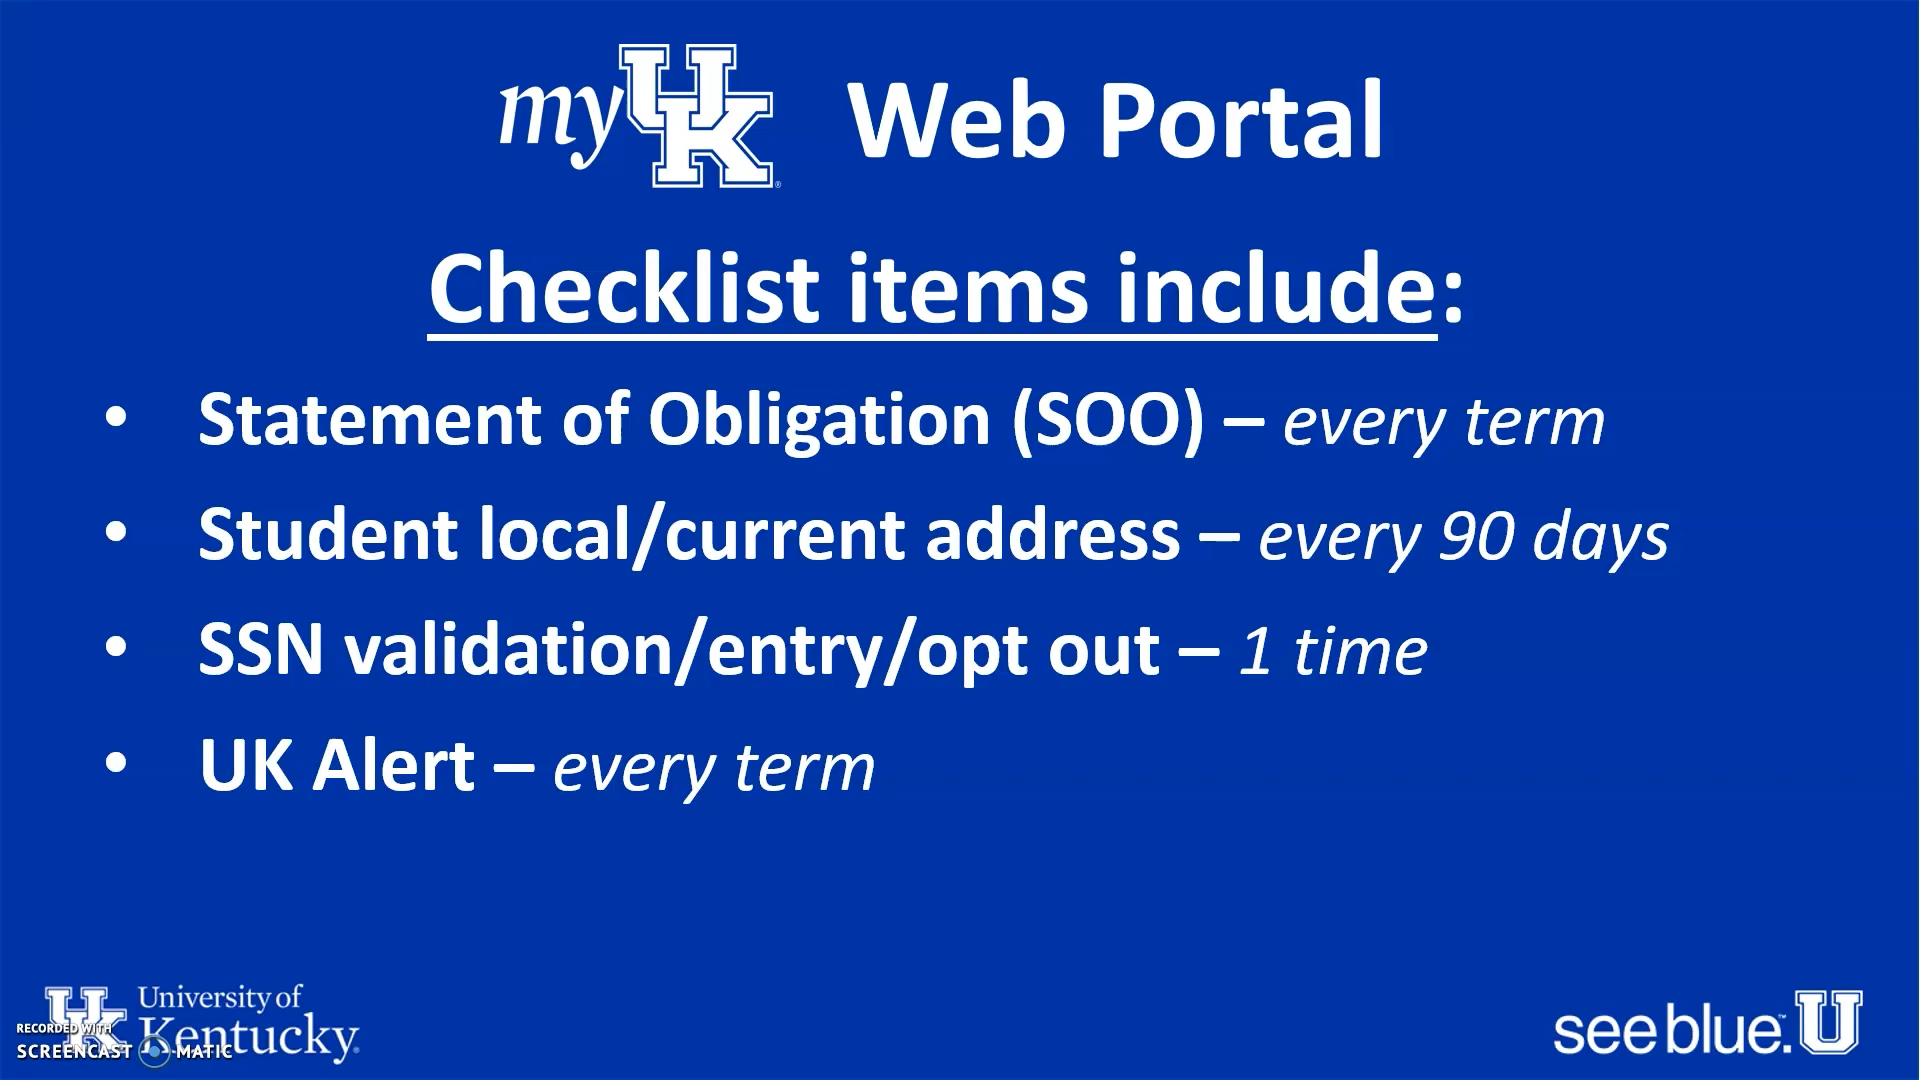 my UK® Web Portal
Checklist items include:
• Statement of Obligation (SOO) – every term
• Student local/current address – every 90 days
• SSN validation/entry/opt out – 1 time
• UK Alert – every term
UK University of
Kentucky.
RECORDED WITH
SCREENCAST MATIC
see blue.™ U